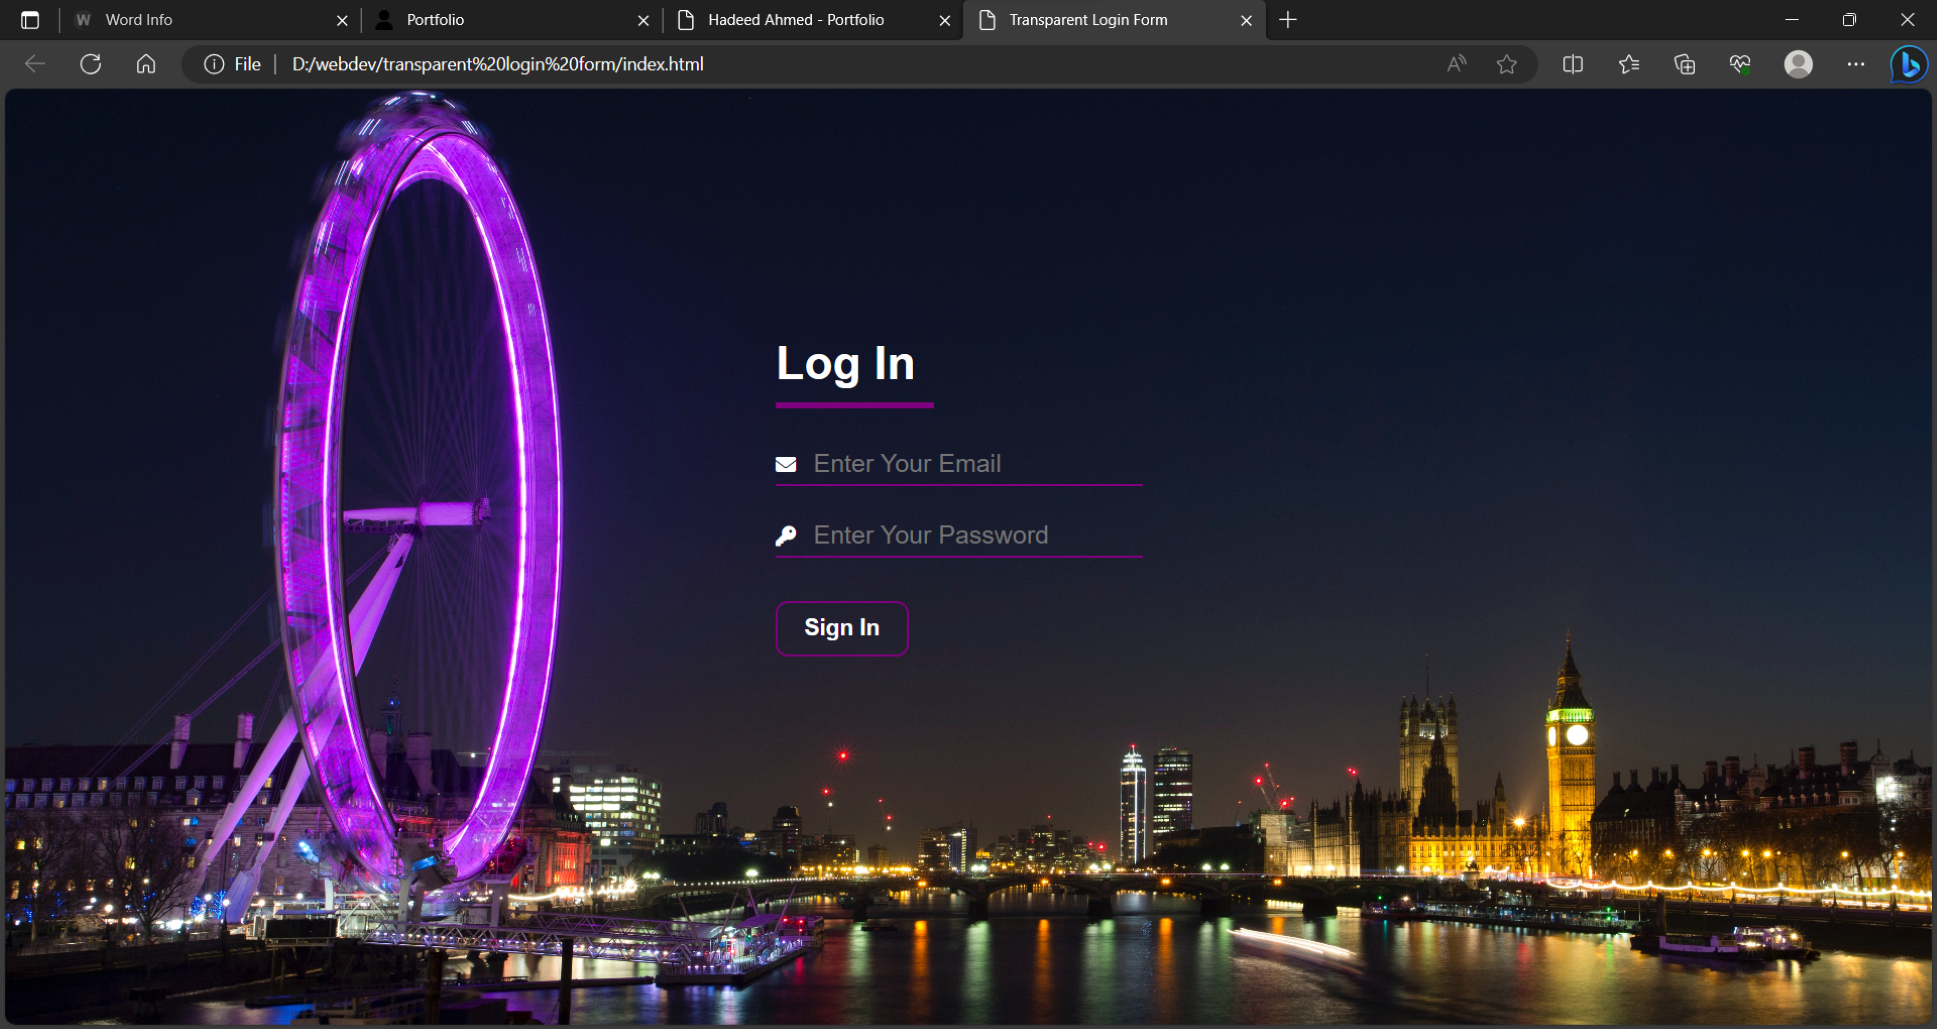 Word Info
Portfolio
Hadeed Ahmed - Portfolio
Transparent Login Form
File
D:/webdev/transparent%20login%20form/index.html
Log In
Enter Your Email
Enter Your Password
Sign In